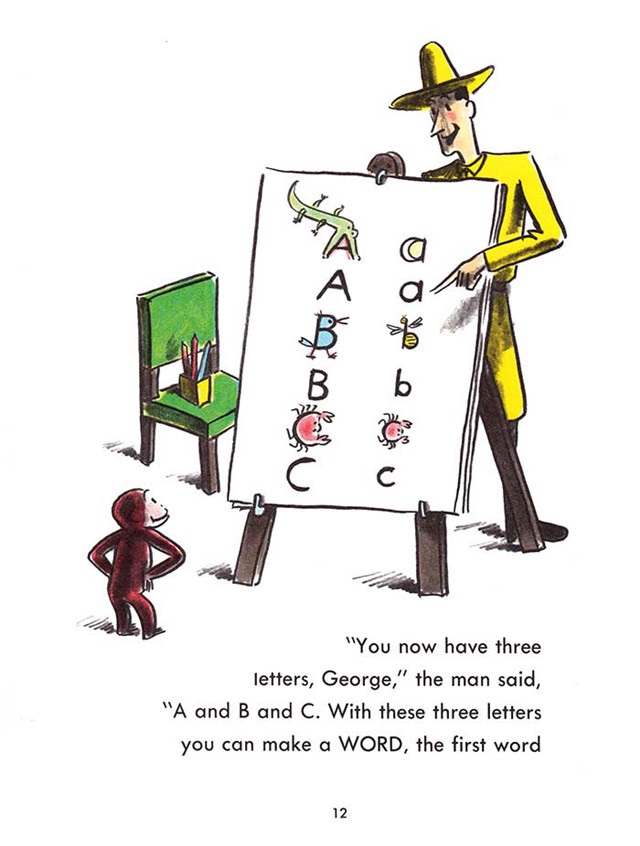 A a
A a
B b
B b
C c
C c
"You now have three
letters, George," the man said,
"A and B and C. With these three letters
you can make a WORD, the first word
12